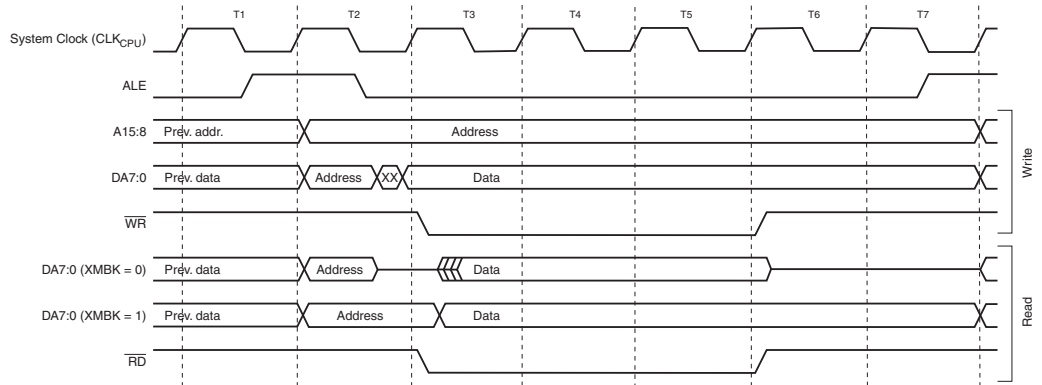 T1 T2 T3 T4 T5 T6 T7
System Clock (CLKCPU)
ALE
A15:8 Prev. addr. Address
DA7:0 Prev. data Address XX Data
WR
Write
DA7:0 (XMBK = 0) Prev. data Address Data
DA7:0 (XMBK = 1) Prev. data Address Data
RD
Read